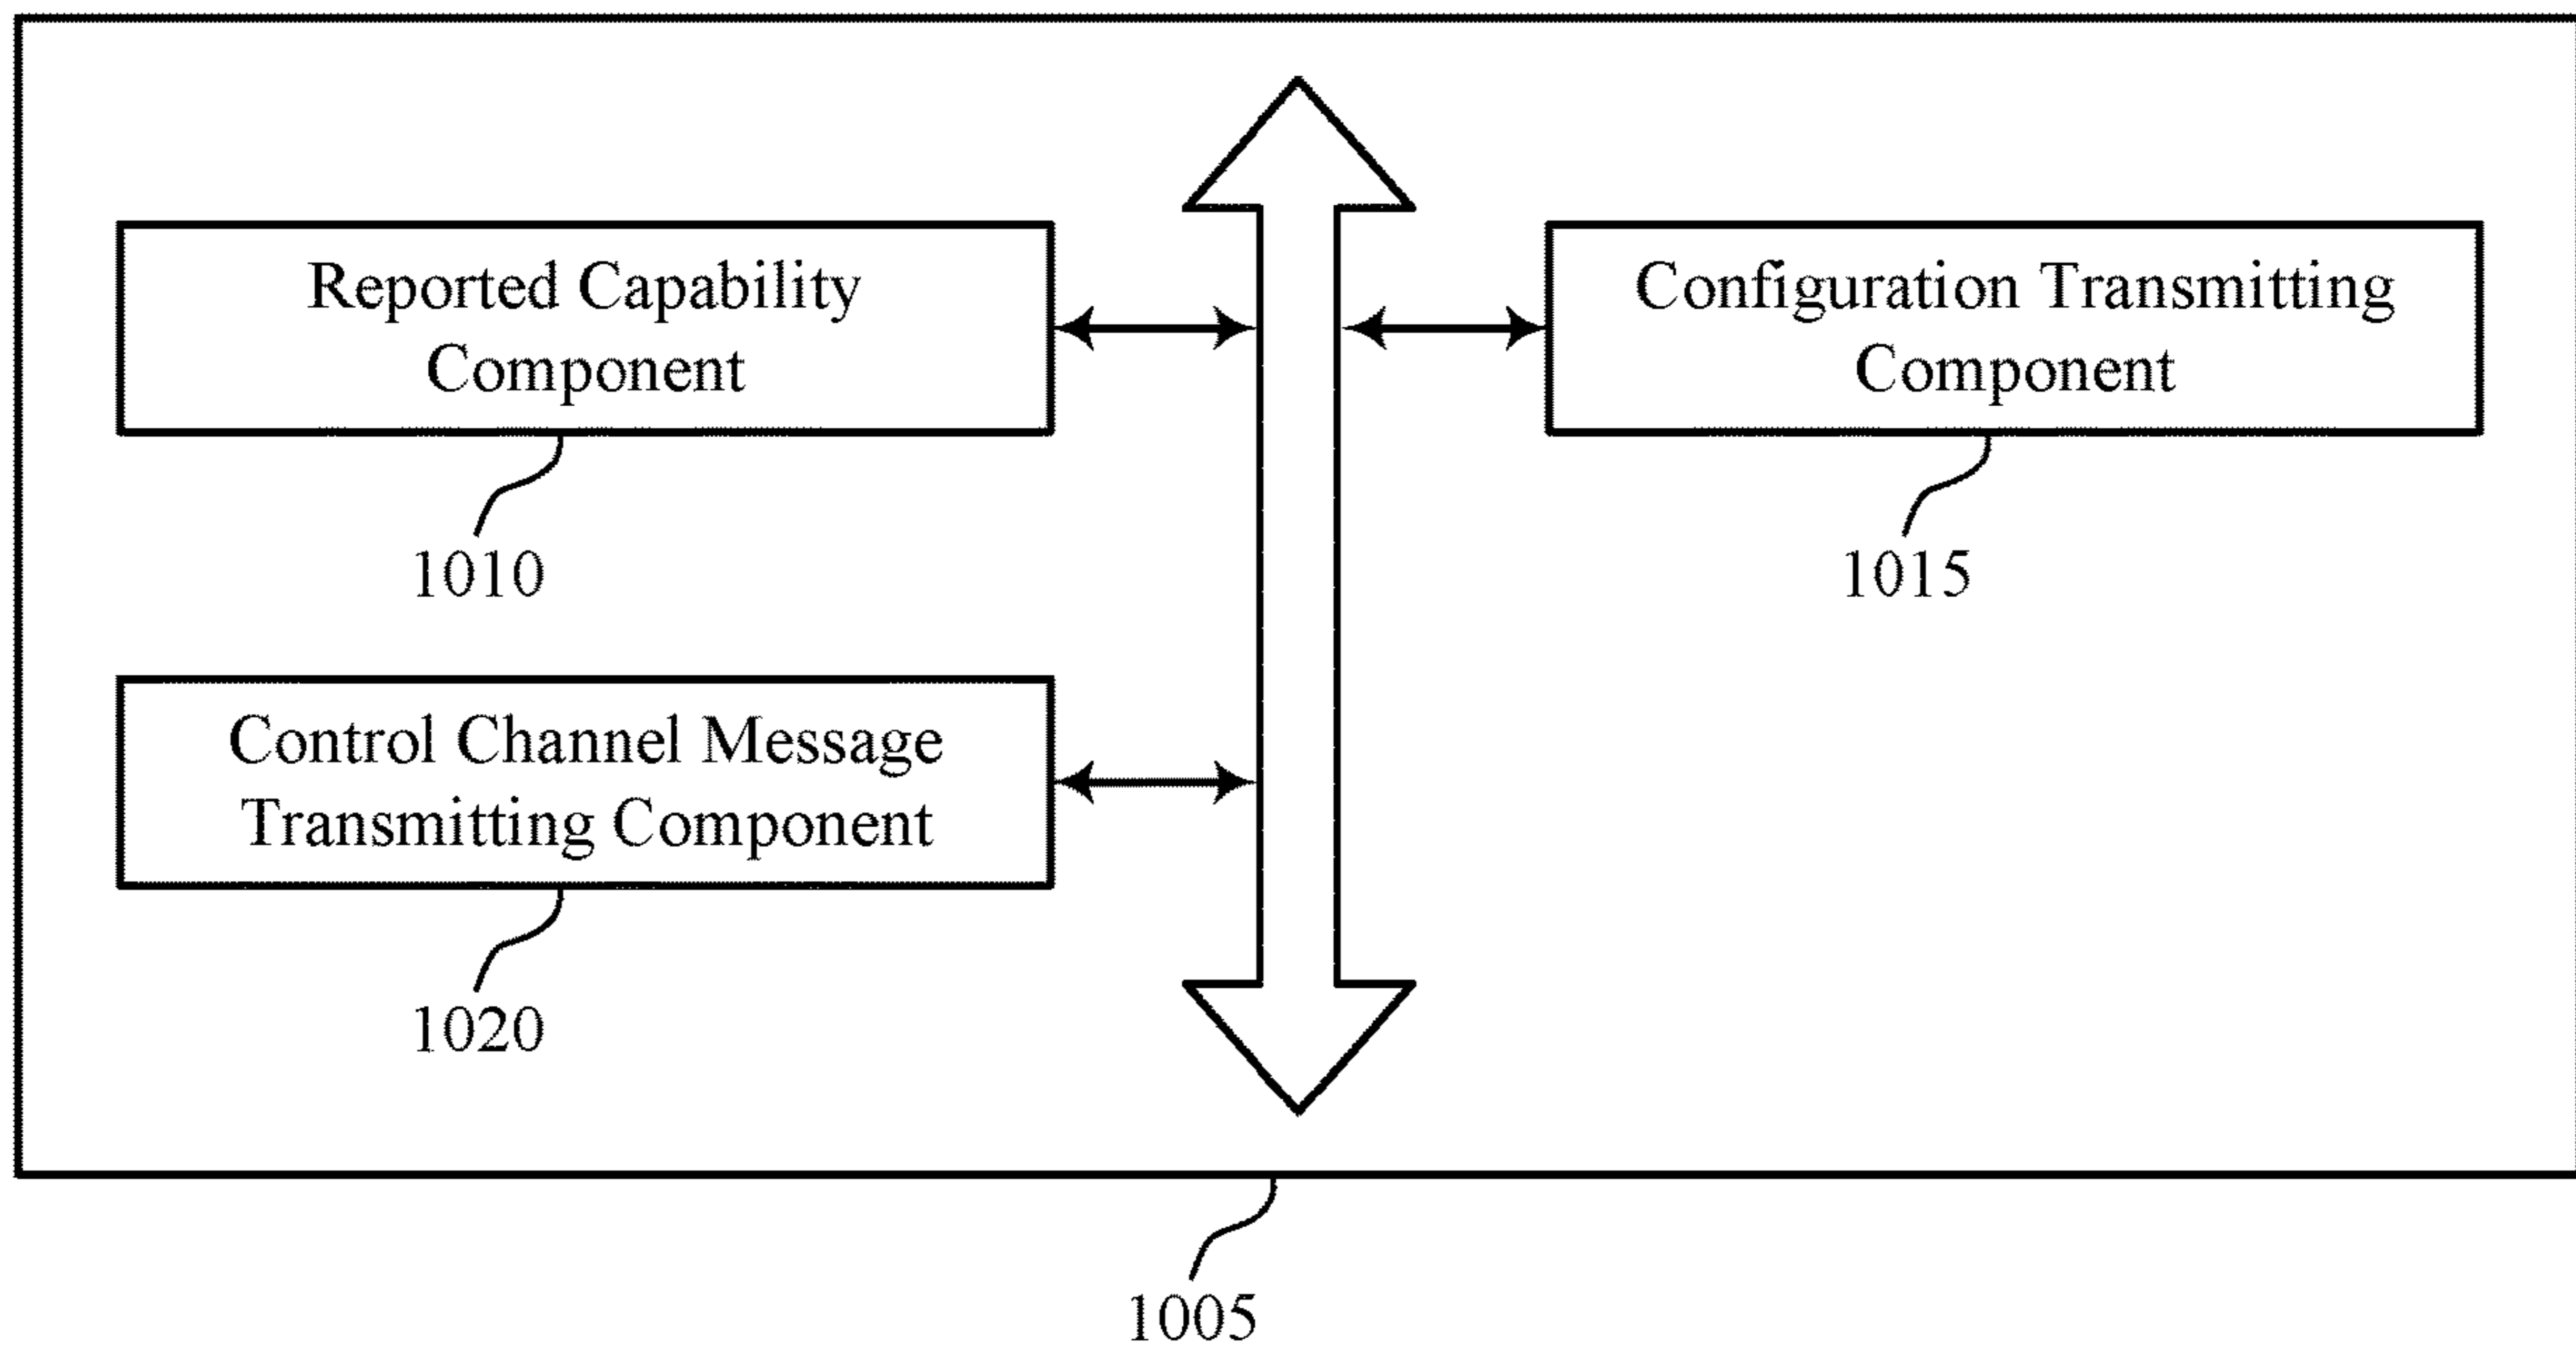 Reported Capability
Component
1010
Configuration Transmitting
Component
1015
Control Channel Message
Transmitting Component
1020
1005